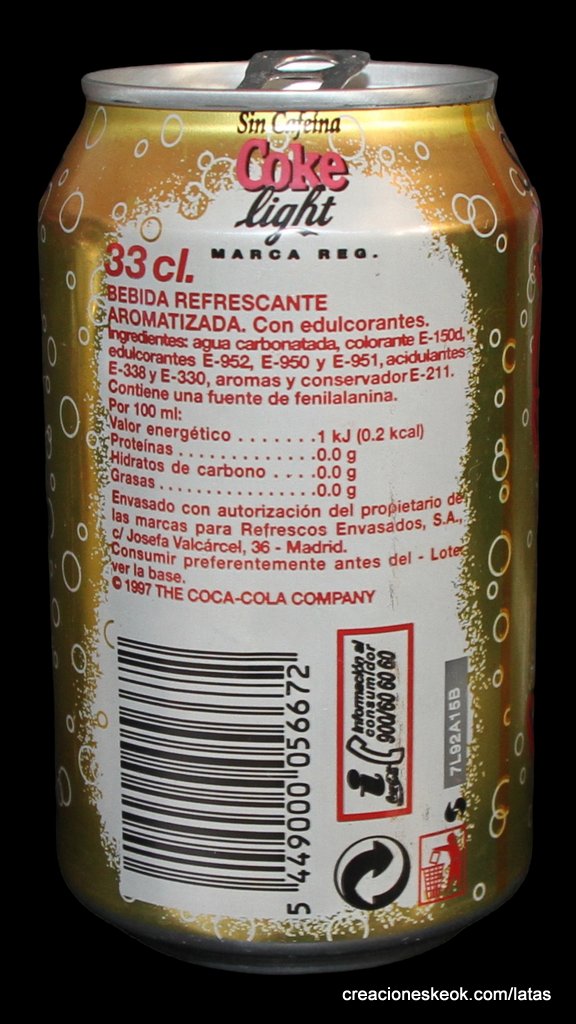 Sin Cafeína
Coke
light
MARCA REG.
33 cl.
BEBIDA REFRESCANTE
AROMATIZADA. Con edulcorantes.
Ingredientes: agua carbonatada, colorante E-150d,
edulcorantes E-952, E-950 y E-951, acidulantes
E-338 y E-330, aromas y conservador E-211.
Contiene una fuente de fenilalanina.
Por 100 ml:
Valor energético . . . . . . . 1 kJ (0.2 kcal)
Proteínas . . . . . . . . . . . . . 0.0 g
Hidratos de carbono . . . . 0.0 g
Grasas . . . . . . . . . . . . . . . 0.0 g
Envasado con autorización del propietario de
las marcas para Refrescos Envasados, S.A.,
c/ Josefa Valcárcel, 36 - Madrid.
Consumir preferentemente antes del - Lote:
ver la base.
© 1997 THE COCA-COLA COMPANY
5 449000 056672
Información al
consumidor
900/60 60 60
i
7L92A15B
S
creacioneskeok.com/latas